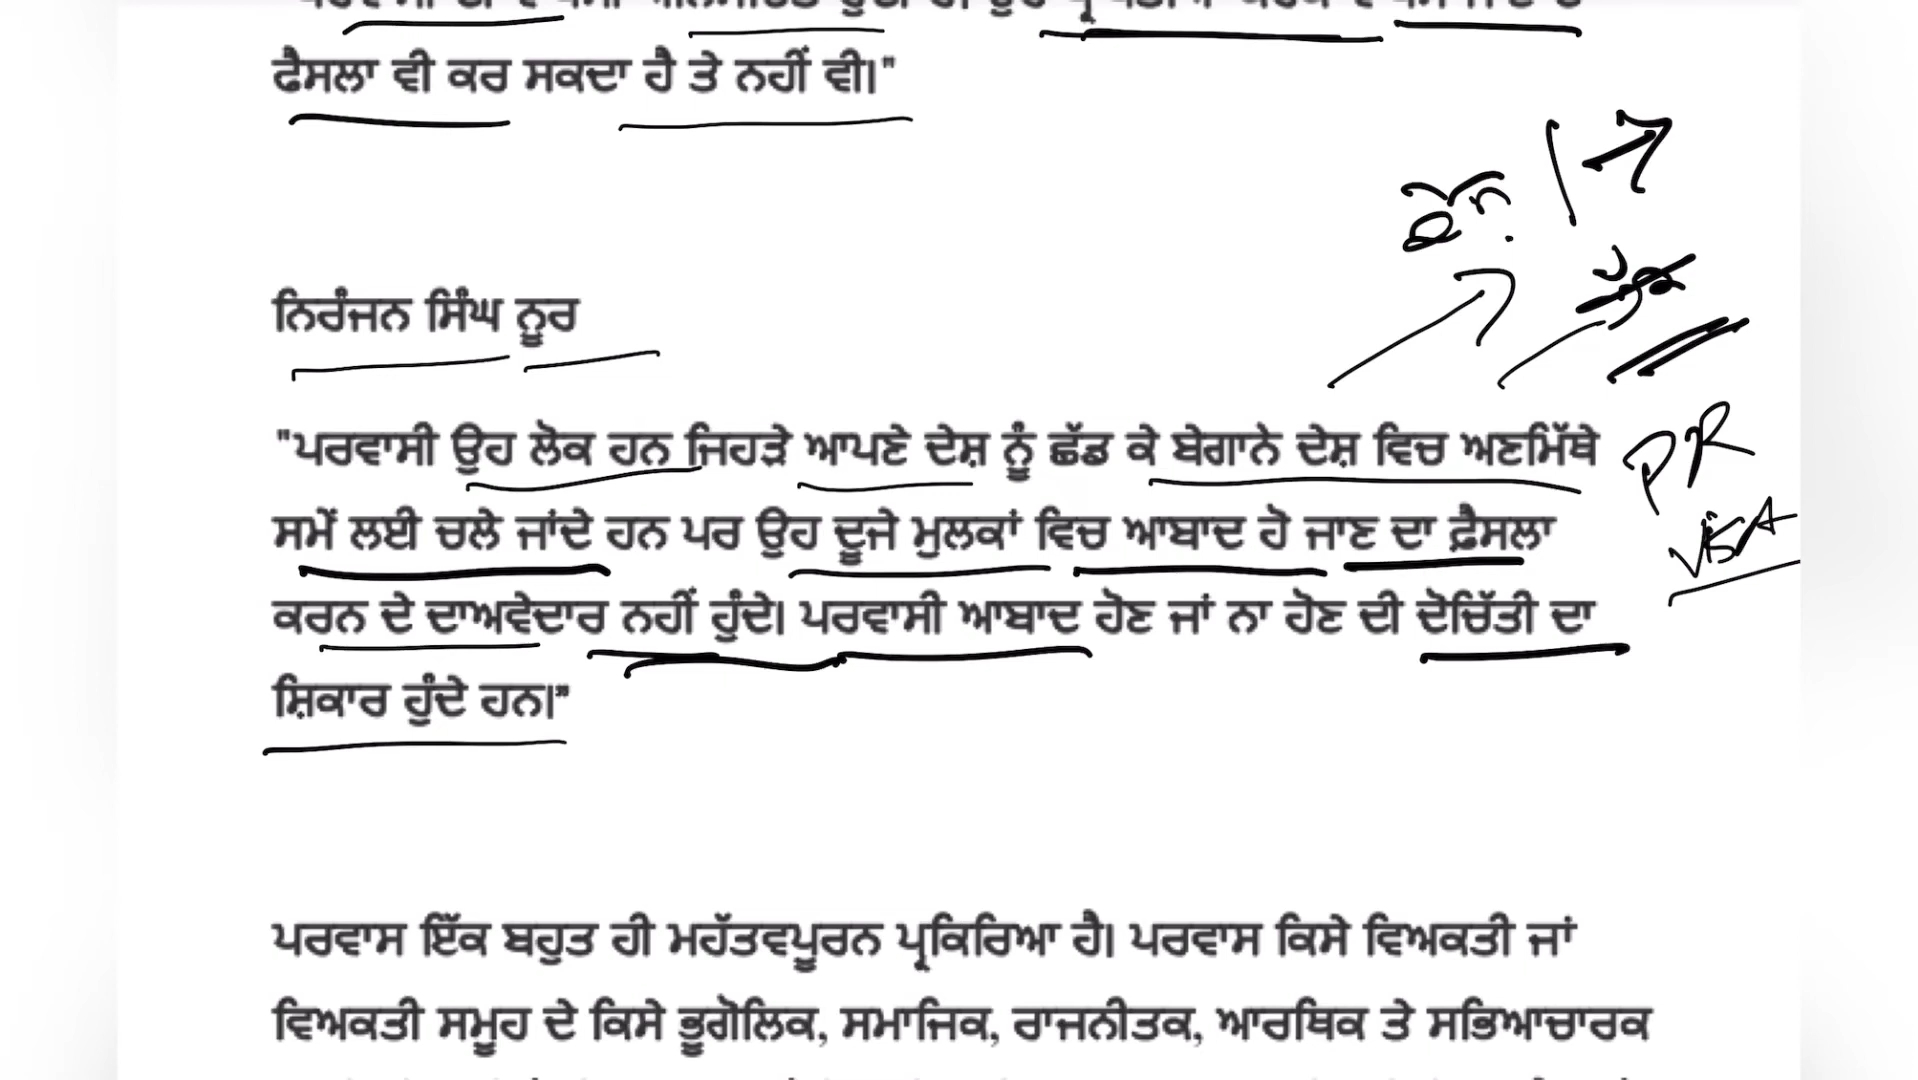 ਫੈਸਲਾ ਵੀ ਕਰ ਸਕਦਾ ਹੈ ਤੇ ਨਹੀਂ ਵੀ।"
ਨਿਰੰਜਨ ਸਿੰਘ ਨੂਰ
"ਪਰਵਾਸੀ ਉਹ ਲੋਕ ਹਨ ਜਿਹੜੇ ਆਪਣੇ ਦੇਸ਼ ਨੂੰ ਛੱਡ ਕੇ ਬੇਗਾਨੇ ਦੇਸ਼ ਵਿਚ ਅਣਮਿੱਥੇ
PR
ਸਮੇਂ ਲਈ ਚਲੇ ਜਾਂਦੇ ਹਨ ਪਰ ਉਹ ਦੂਜੇ ਮੁਲਕਾਂ ਵਿਚ ਆਬਾਦ ਹੋ ਜਾਣ ਦਾ ਫ਼ੈਸਲਾ
VISA
ਕਰਨ ਦੇ ਦਾਅਵੇਦਾਰ ਨਹੀਂ ਹੁੰਦੇ। ਪਰਵਾਸੀ ਆਬਾਦ ਹੋਣ ਜਾਂ ਨਾ ਹੋਣ ਦੀ ਦੋਚਿੱਤੀ ਦਾ
ਸ਼ਿਕਾਰ ਹੁੰਦੇ ਹਨ।”
ਪਰਵਾਸ ਇੱਕ ਬਹੁਤ ਹੀ ਮਹੱਤਵਪੂਰਨ ਪ੍ਰਕਿਰਿਆ ਹੈ। ਪਰਵਾਸ ਕਿਸੇ ਵਿਅਕਤੀ ਜਾਂ
ਵਿਅਕਤੀ ਸਮੂਹ ਦੇ ਕਿਸੇ ਭੂਗੋਲਿਕ, ਸਮਾਜਿਕ, ਰਾਜਨੀਤਕ, ਆਰਥਿਕ ਤੇ ਸਭਿਆਚਾਰਕ